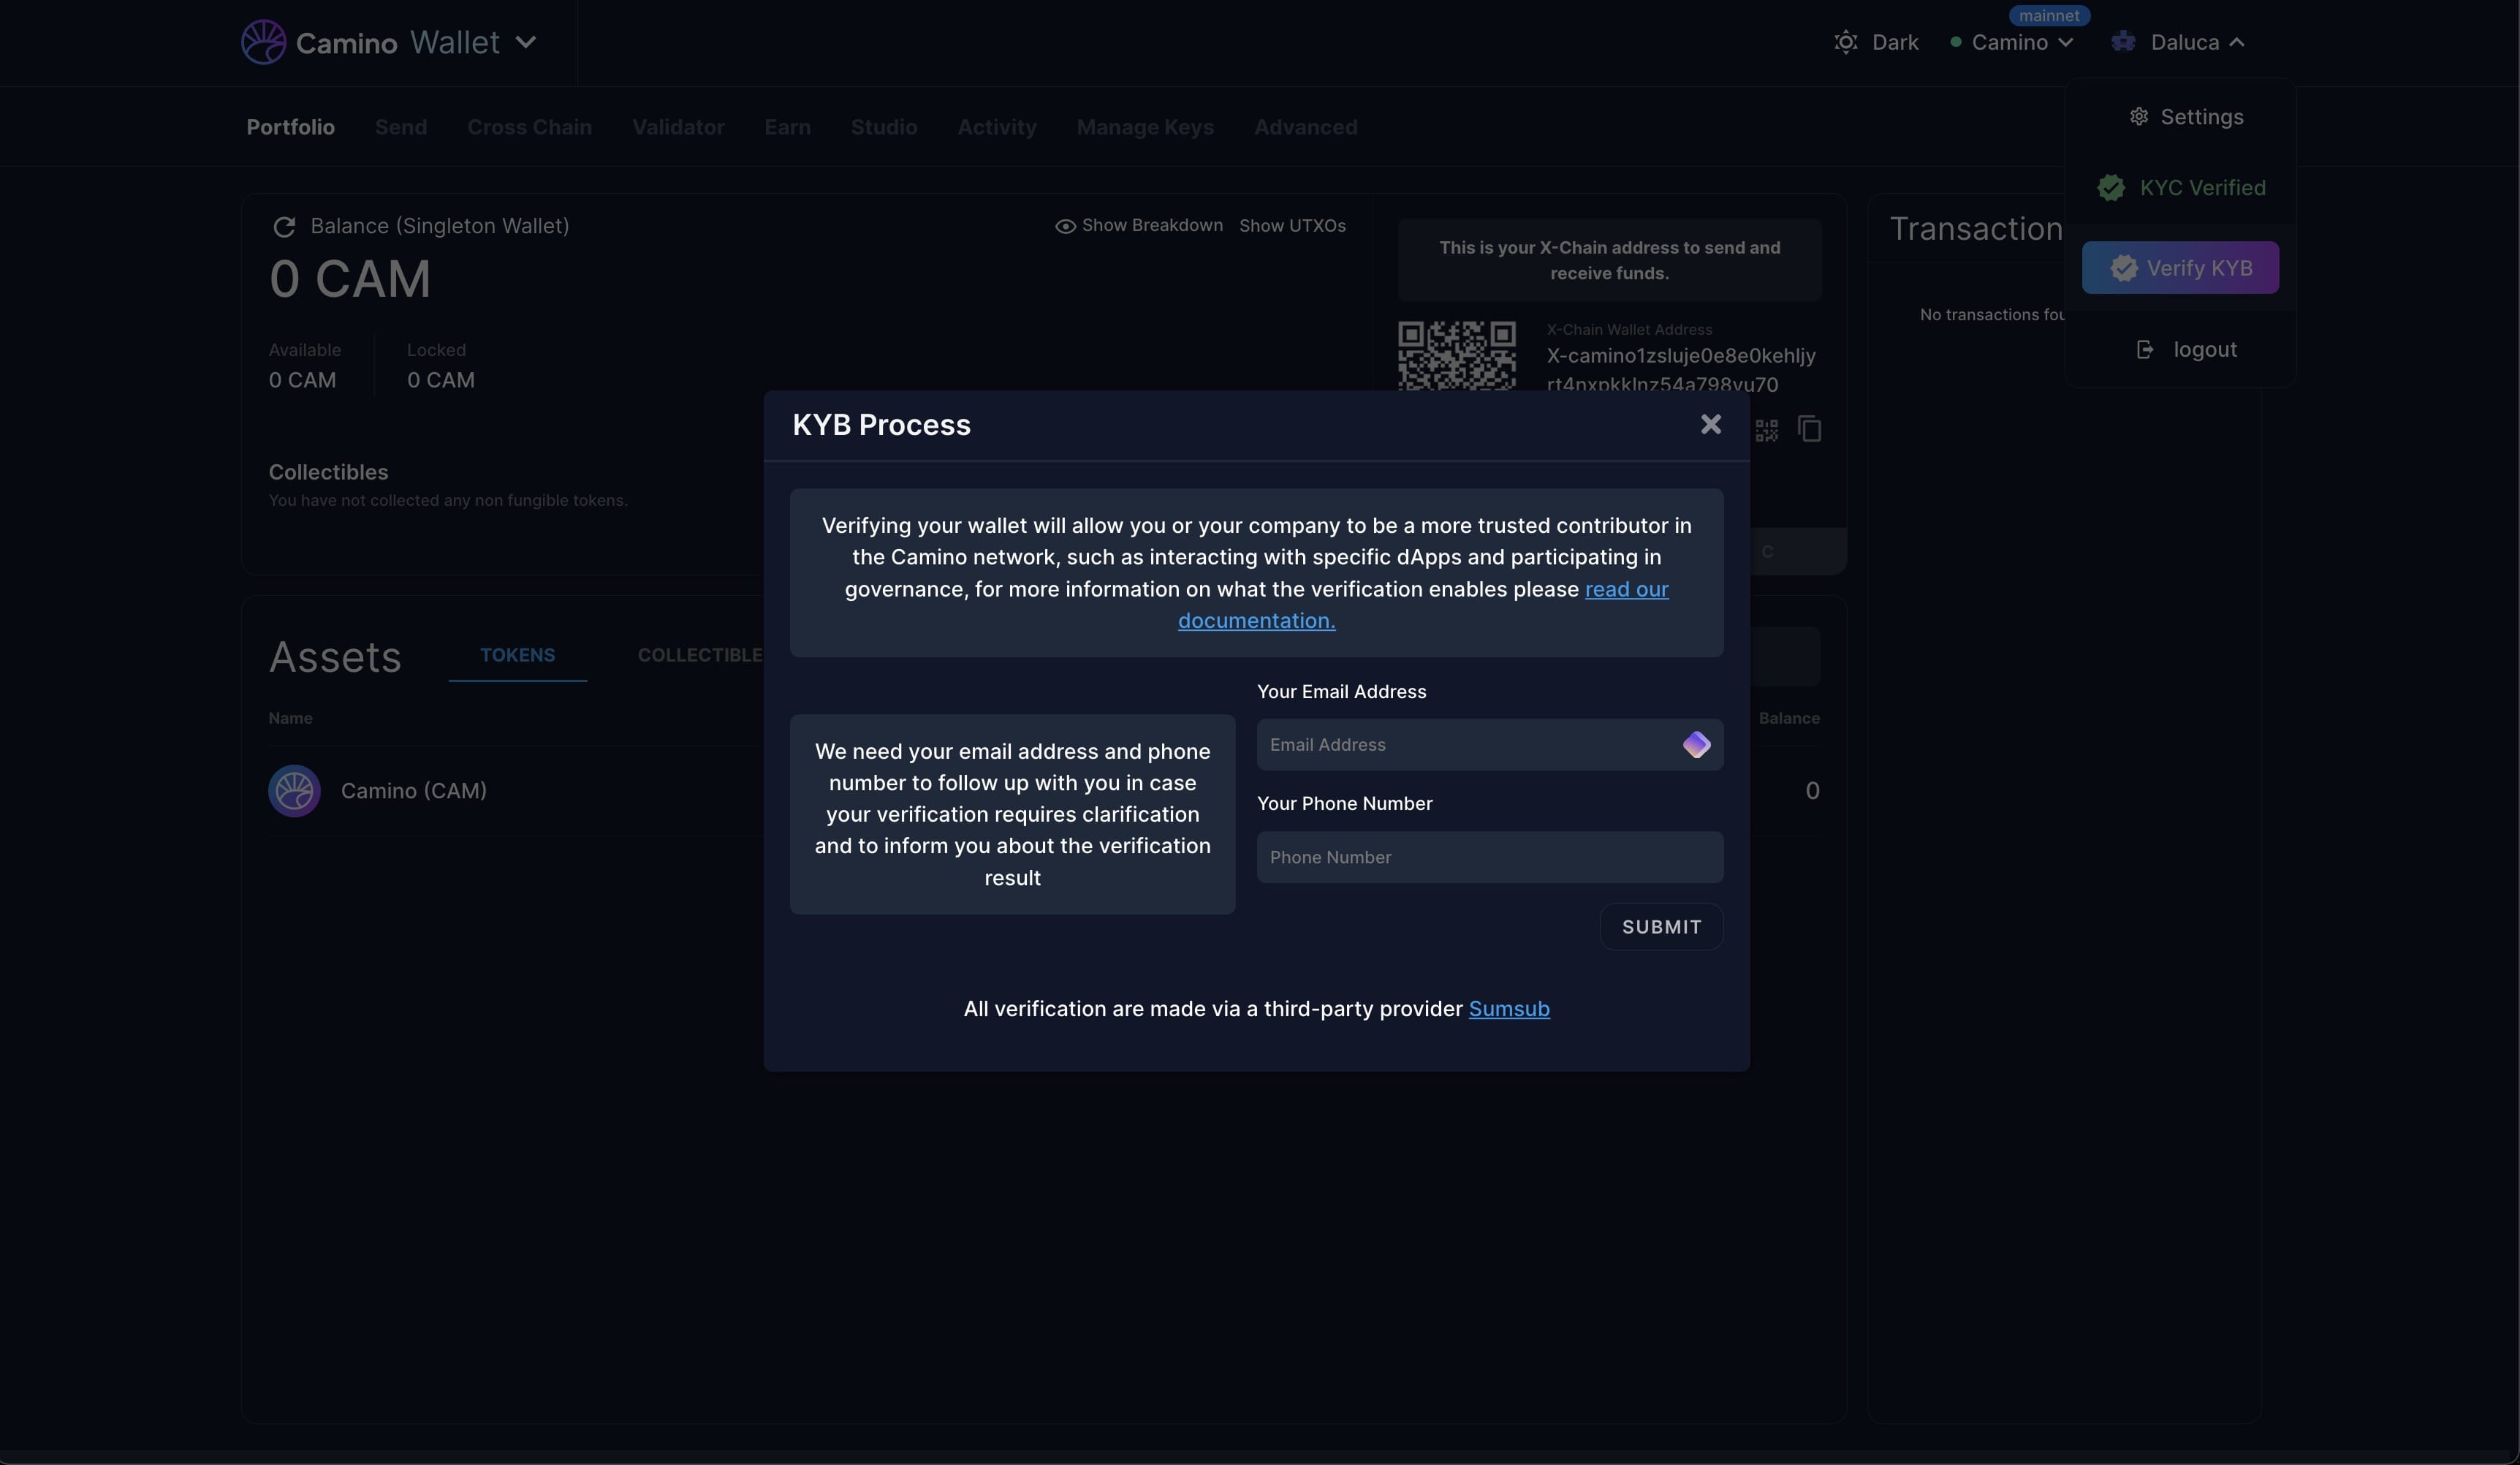 Camino Wallet
mainnet
Dark
Camino
Daluca
Portfolio
Send
Cross Chain
Validator
Earn
Studio
Activity
Manage Keys
Advanced
Settings
KYC Verified
Verify KYB
logout
Balance (Singleton Wallet)
Show Breakdown
Show UTXOs
0 CAM
Available
0 CAM
Locked
0 CAM
Collectibles
You have not collected any non fungible tokens.
This is your X-Chain address to send and
receive funds.
X-Chain Wallet Address
X-camino1zsluje0e8e0kehljy
rt4nxpkklnz54a798vu70
C
Transaction
No transactions fou
Assets
TOKENS
COLLECTIBLE
Name
Balance
Camino (CAM)
0
KYB Process
Verifying your wallet will allow you or your company to be a more trusted contributor in
the Camino network, such as interacting with specific dApps and participating in
governance, for more information on what the verification enables please read our
documentation.
We need your email address and phone
number to follow up with you in case
your verification requires clarification
and to inform you about the verification
result
Your Email Address
Email Address
Your Phone Number
Phone Number
SUBMIT
All verification are made via a third-party provider Sumsub